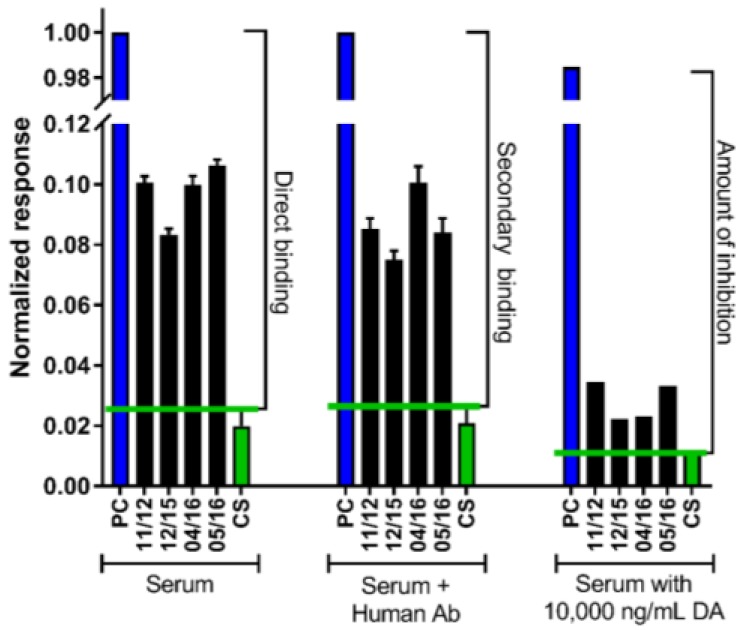 1.00
0.98
0.12
0.10
0.08
0.06
0.04
0.02
0.00
Normalized response
Direct binding
Secondary binding
Amount of inhibition
PC
11/12
12/15
04/16
05/16
CS
PC
11/12
12/15
04/16
05/16
CS
PC
11/12
12/15
04/16
05/16
CS
Serum
Serum +
Human Ab
Serum with
10,000 ng/mL DA